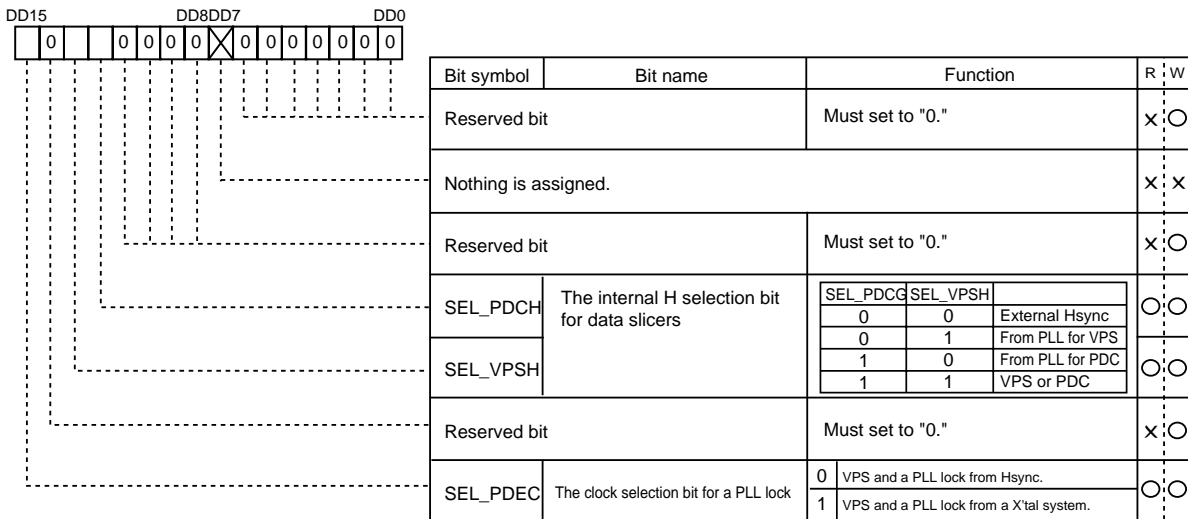 DD15 DD8DD7 DD0
0 0 0 0 0 0 0 0 0 0 0 0
Bit symbol Bit name Function R W
Reserved bit Must set to "0." × ○
Nothing is assigned. × ×
Reserved bit Must set to "0." × ○
SEL_PDCH The internal H selection bit
for data slicers
SEL_PDCG SEL_VPSH
0 0 External Hsync
0 1 From PLL for VPS
1 0 From PLL for PDC
1 1 VPS or PDC
○ ○
SEL_VPSH ○ ○
Reserved bit Must set to "0." × ○
SEL_PDEC The clock selection bit for a PLL lock
0 VPS and a PLL lock from Hsync.
1 VPS and a PLL lock from a X'tal system.
○ ○